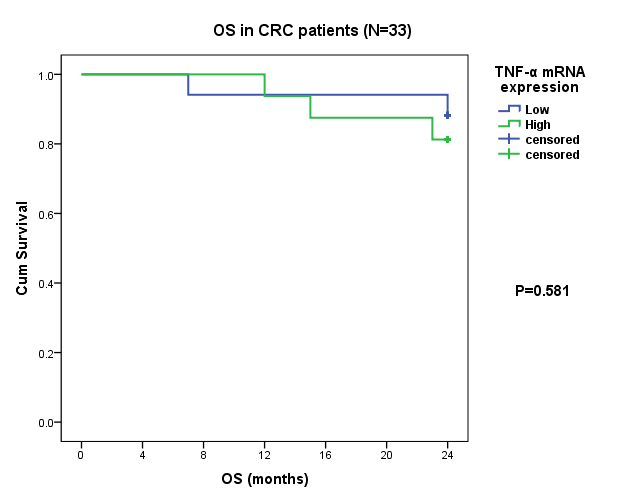 OS in CRC patients (N=33)
TNF-α mRNA
expression
Low
High
censored
censored
P=0.581
Cum Survival
1.0
0.8
0.6
0.4
0.2
0.0
0 4 8 12 16 20 24
OS (months)